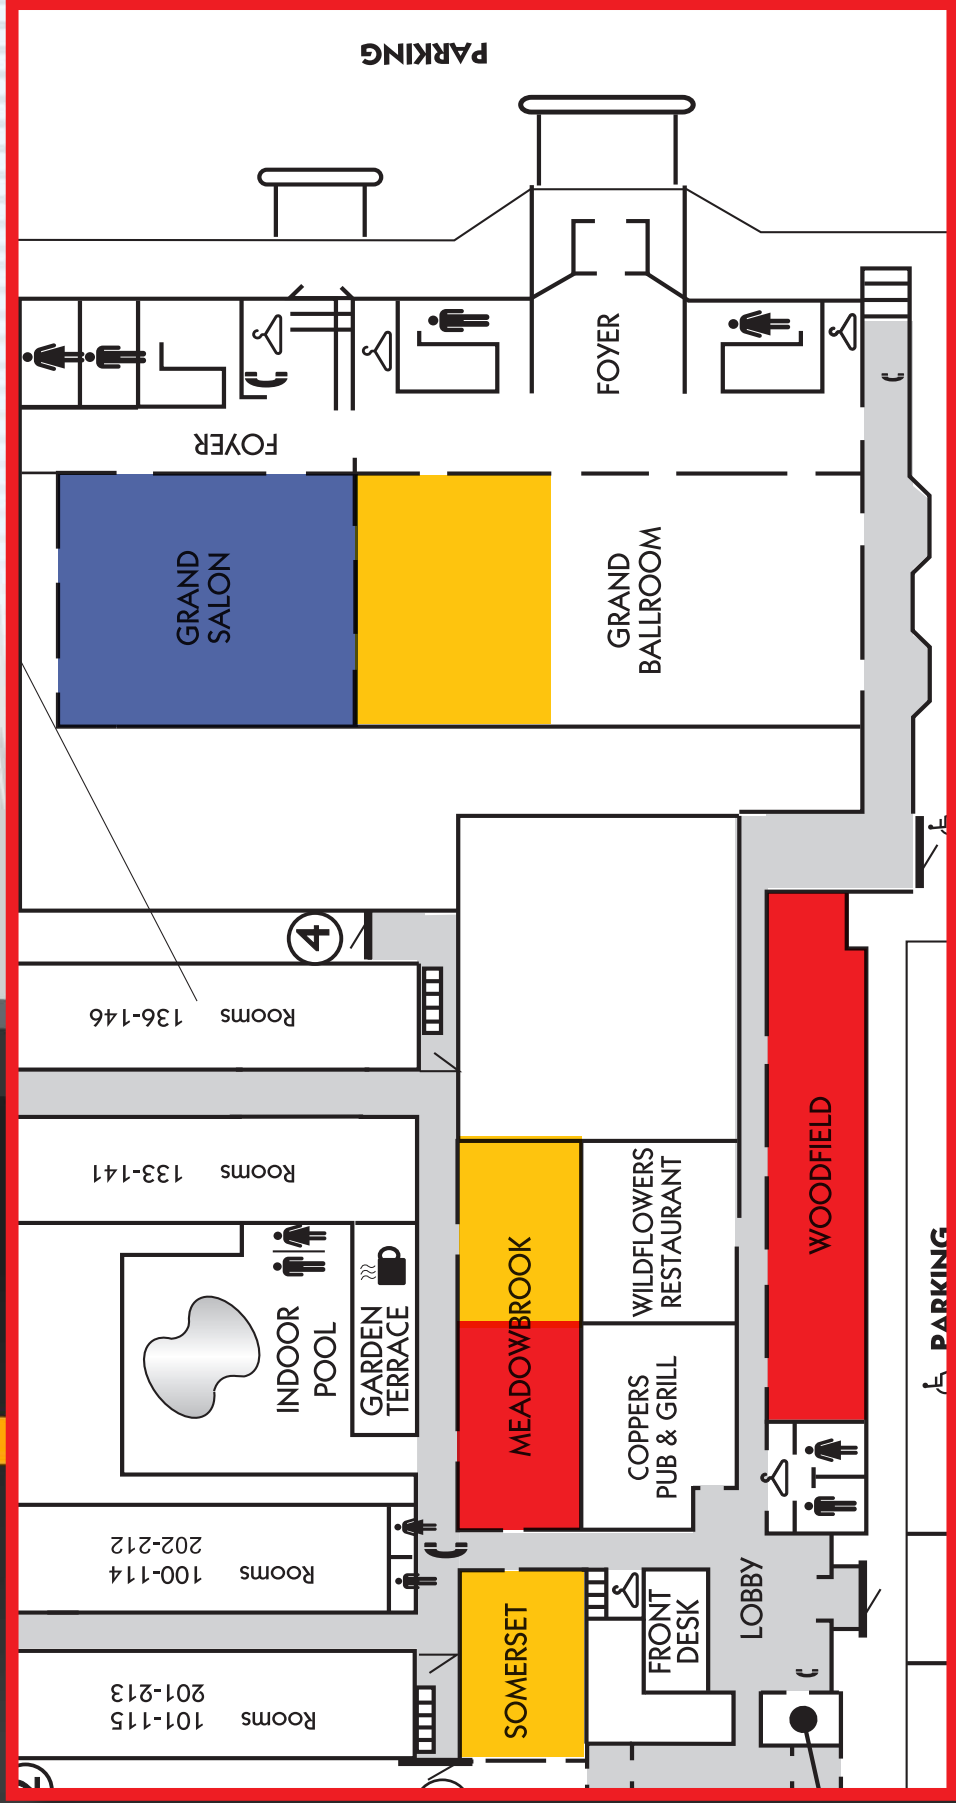 PARKING
FOYER
FOYER
GRAND
SALON
GRAND
BALLROOM
4
Rooms 136-146
Rooms 133-141
WOODFIELD
WILDFLOWERS
RESTAURANT
MEADOWBROOK
PARKING
INDOOR
POOL
GARDEN
TERRACE
COPPERS
PUB & GRILL
202-212
Rooms 100-114
LOBBY
FRONT
DESK
SOMERSET
201-213
Rooms 101-115